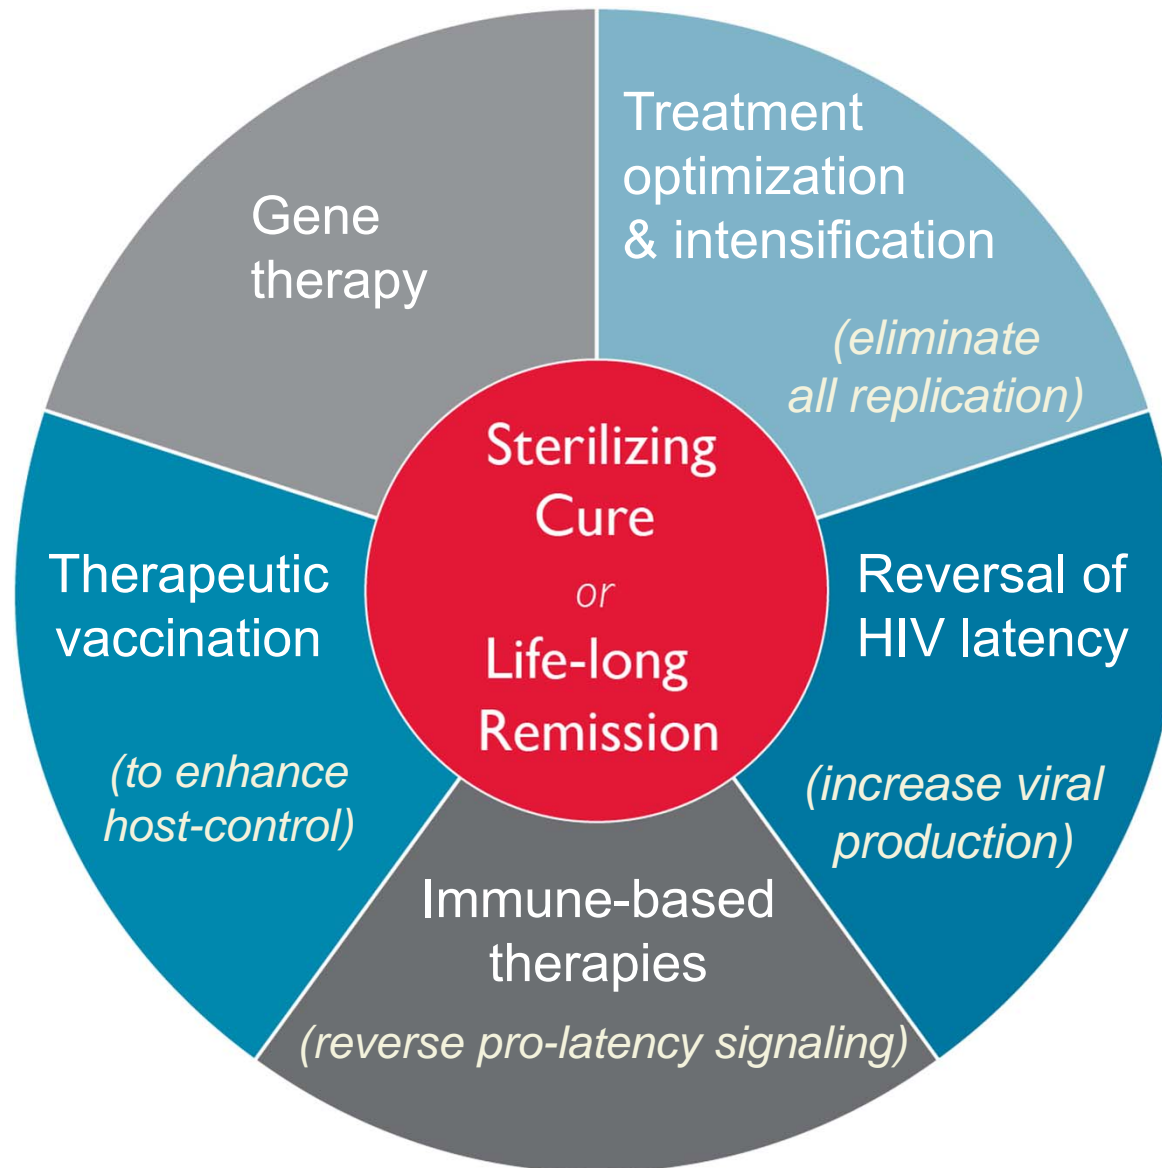 Treatment
optimization
& intensification
(eliminate
all replication)
Reversal of
HIV latency
(increase viral
production)
Immune-based
therapies
(reverse pro-latency signaling)
Therapeutic
vaccination
(to enhance
host-control)
Gene
therapy
Sterilizing
Cure
or
Life-long
Remission